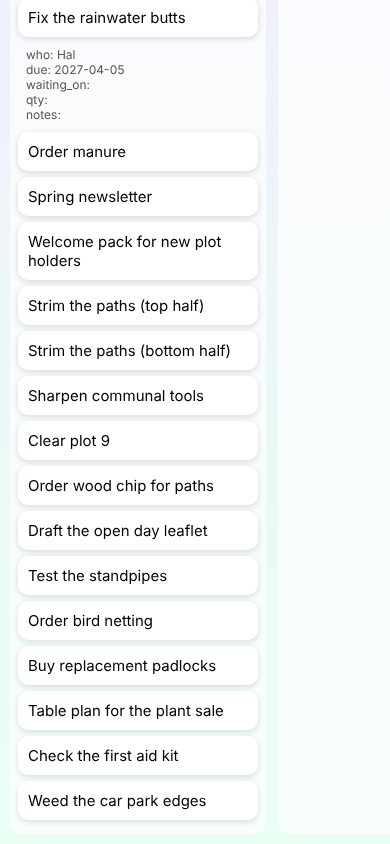 Fix the rainwater butts
who: Hal
due: 2027-04-05
waiting_on:
qty:
notes:
Order manure
Spring newsletter
Welcome pack for new plot
holders
Strim the paths (top half)
Strim the paths (bottom half)
Sharpen communal tools
Clear plot 9
Order wood chip for paths
Draft the open day leaflet
Test the standpipes
Order bird netting
Buy replacement padlocks
Table plan for the plant sale
Check the first aid kit
Weed the car park edges